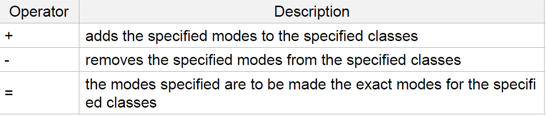 Operator Description
+ adds the specified modes to the specified classes
- removes the specified modes from the specified classes
= the modes specified are to be made the exact modes for the specifi
ed classes